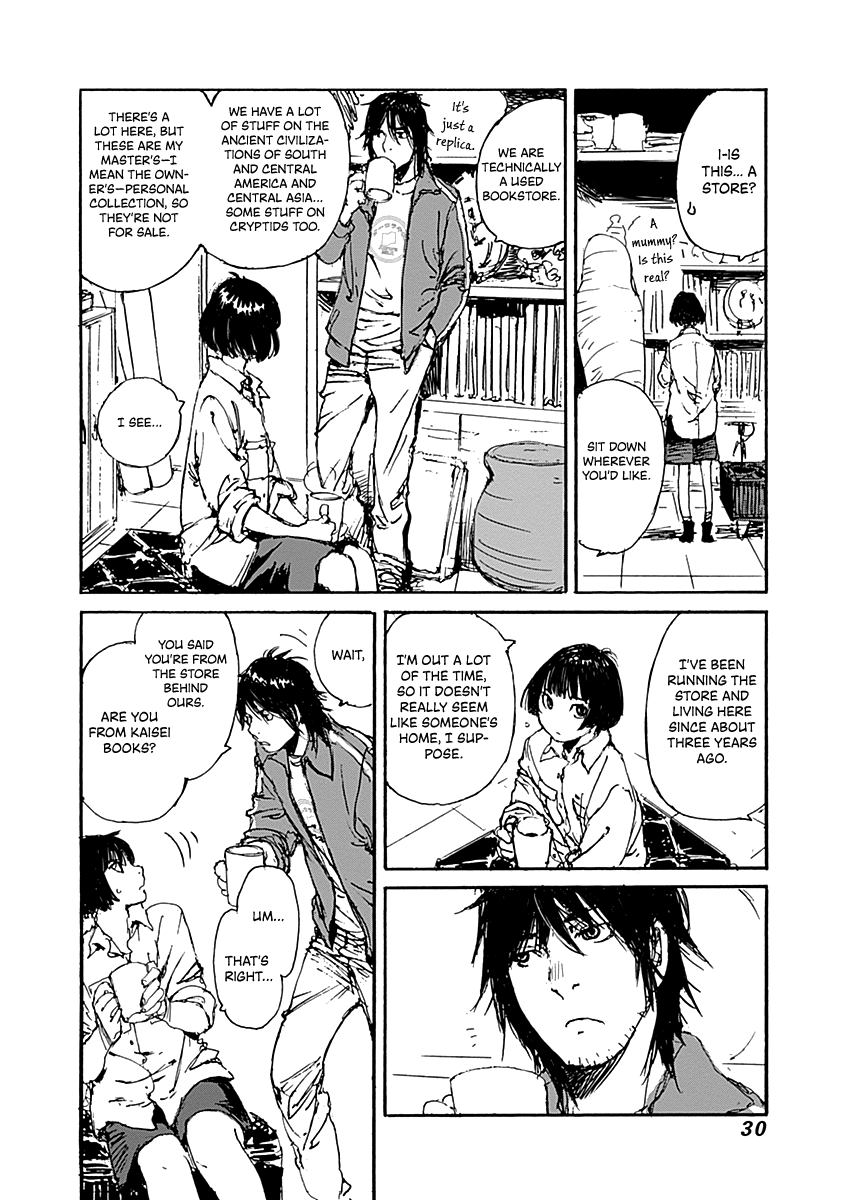 I-IS
THIS... A
STORE?
A
mummy?
Is this
real?
SIT DOWN
WHEREVER
YOU'D LIKE.
WE ARE
TECHNICALLY
A USED
BOOKSTORE.
It's
just a
replica.
WE HAVE A LOT
OF STUFF ON THE
ANCIENT CIVILIZA-
TIONS OF SOUTH
AND CENTRAL
AMERICA AND
CENTRAL ASIA...
SOME STUFF ON
CRYPTIDS TOO.
THERE'S A
LOT HERE, BUT
THESE ARE MY
MASTER'S—I
MEAN THE OWN-
ER'S—PERSONAL
COLLECTION, SO
THEY'RE NOT
FOR SALE.
I SEE...
I'VE BEEN
RUNNING THE
STORE AND
LIVING HERE
SINCE ABOUT
THREE YEARS
AGO.
I'M OUT A LOT
OF THE TIME,
SO IT DOESN'T
REALLY SEEM
LIKE SOMEONE'S
HOME, I SUP-
POSE.
WAIT,
YOU SAID
YOU'RE FROM
THE STORE
BEHIND
OURS.
ARE YOU
FROM KAISEI
BOOKS?
UM...
THAT'S
RIGHT...
30